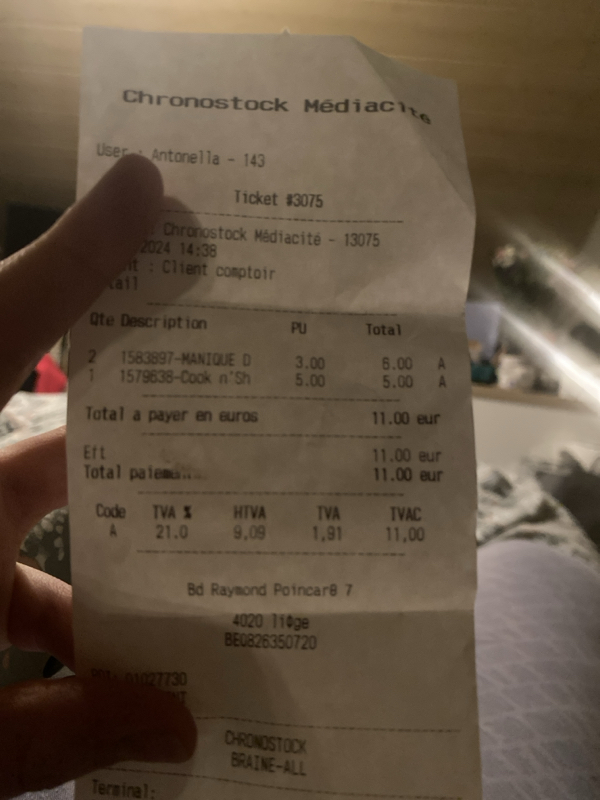 Chronostock Médiacité
User : Antonella - 143
Ticket #3075
: Chronostock Médiacité - 13075
2024 14:38
: Client comptoir
Qte Description PU Total
2 1583897-MANIQUE D 3.00 6.00 A
1 1579638-Cook n'Sh 5.00 5.00 A
Total a payer en euros 11.00 eur
Eft 11.00 eur
Total paiement 11.00 eur
Code TVA % HTVA TVA TVAC
A 21.0 9,09 1,91 11,00
Bd Raymond Poincar8 7
4020 li0ge
BE0826350720
01027730
CHRONOSTOCK
BRAINE-ALL
Terminal: